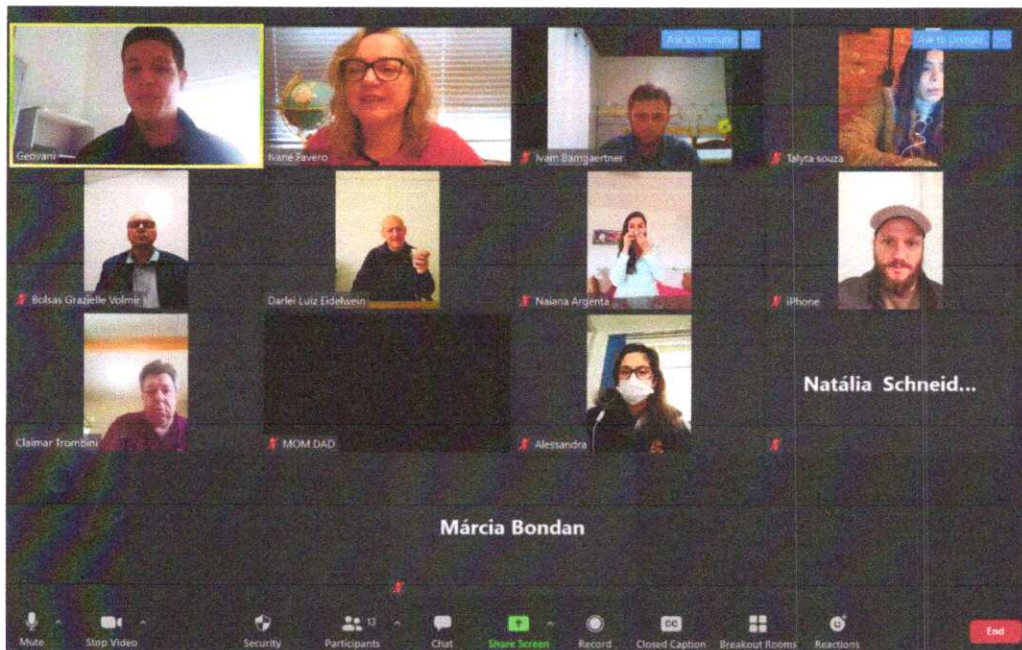 Ask to Unmute ...
Ask to Unmute ...
Geovani
Ivane Favero
Ivam Bamgaertner
Talyta souza
Bolsas Grazielle Volmir
Darlei Luiz Eidelwein
Naiana Argenta
iPhone
Claimar Trombini
MOM DAD
Alessandra
Natália Schneid...
Márcia Bondan
Mute
Stop Video
Security
Participants
13
Chat
Share Screen
Record
CC
Closed Caption
Breakout Rooms
Reactions
End